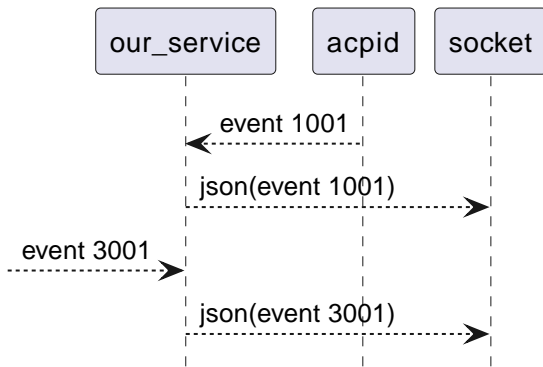 our_service acpid socket
event 1001
json(event 1001)
event 3001
json(event 3001)